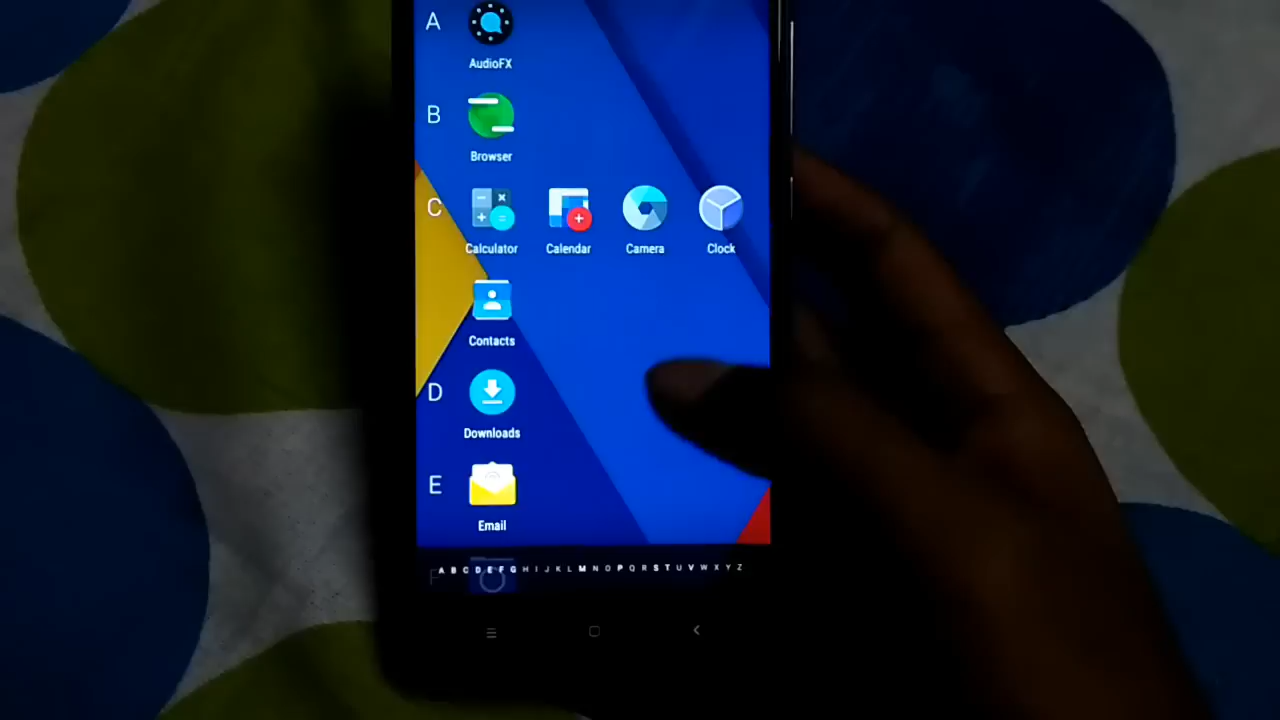 A
AudioFX
B
Browser
C
Calculator Calendar Camera Clock
Contacts
D
Downloads
E
Email
F
A B C D E F G H I J K L M N O P Q R S T U V W X Y Z